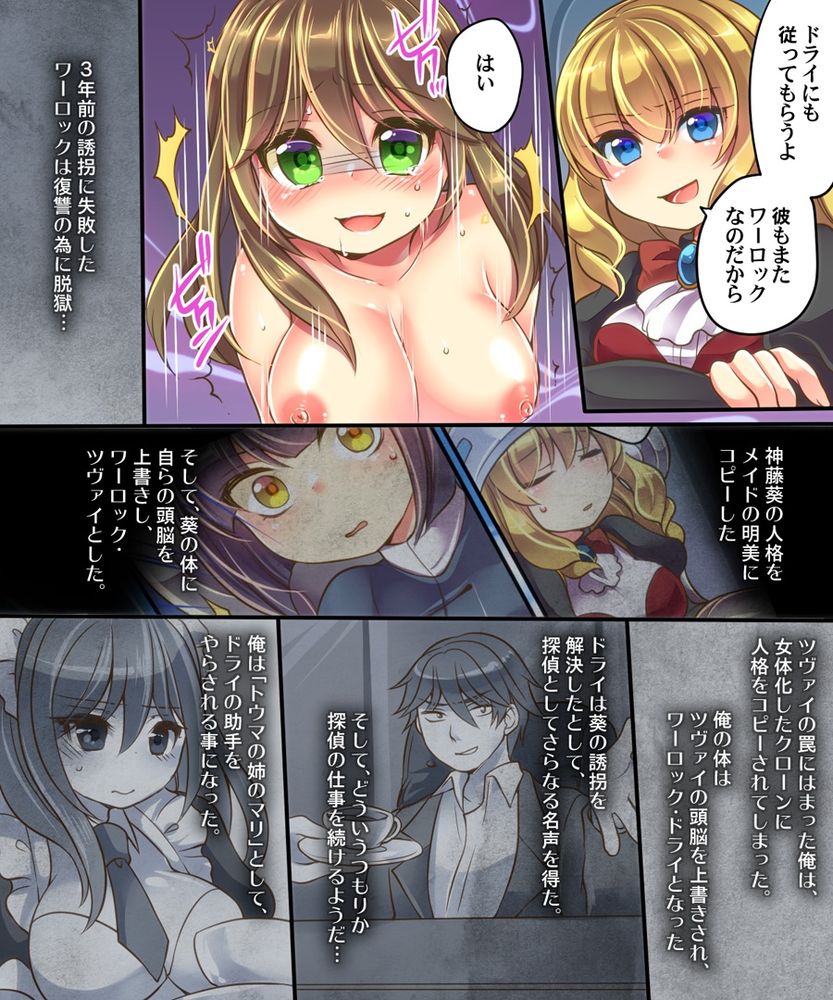 ドライにも
従ってもらうよ
彼もまた
ワーロック
なのだから
はい
ビクッ
ビクンッ
３年前の誘拐に失敗した
ワーロックは復讐の為に脱獄…
神藤葵の人格を
メイドの明美に
コピーした
そして、葵の体に
自らの頭脳を
上書きし、
ワーロック・
ツヴァイとした。
ツヴァイの罠にはまった俺は、
女体化したクローンに
人格をコピーされてしまった。
俺の体は
ツヴァイの頭脳を上書きされ、
ワーロック・ドライとなった
ドライは葵の誘拐を
解決したとして、
探偵としてさらなる名声を得た。
そして、どういうつもりか
探偵の仕事を続けるようだ…
俺は「トウマの姉のマリ」として、
ドライの助手を
やらされる事になった。